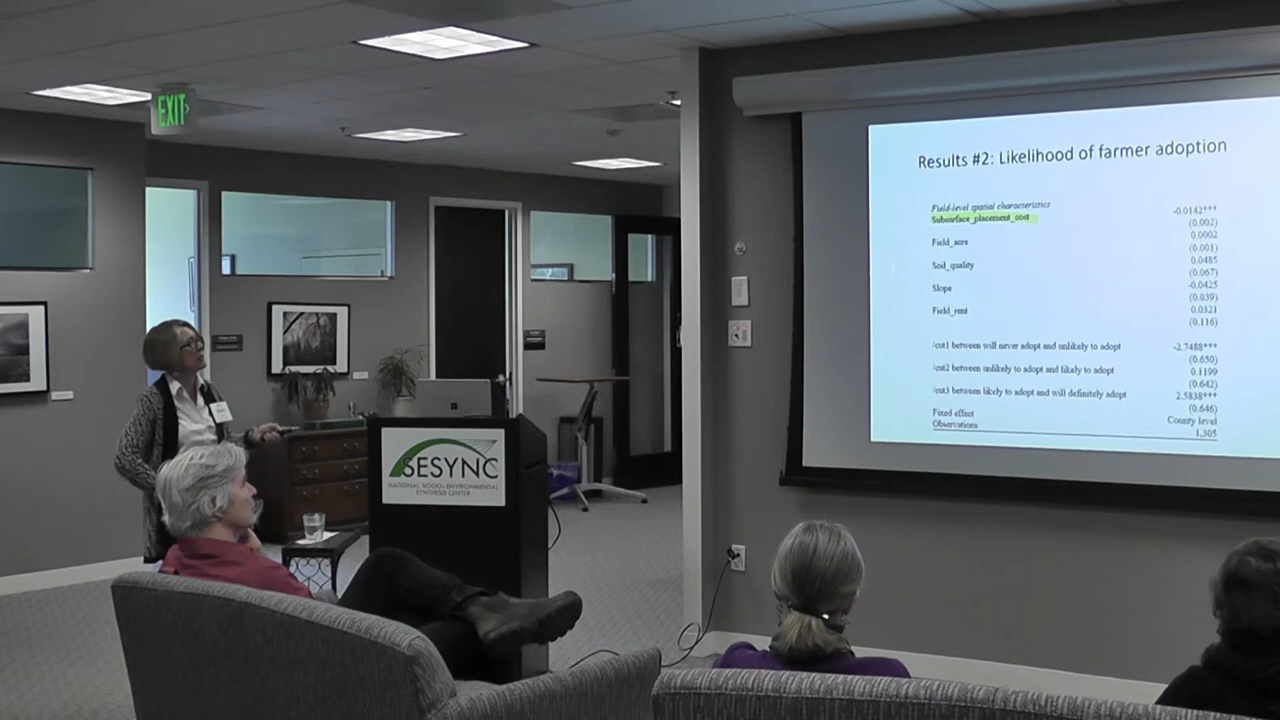 EXIT
Results #2: Likelihood of farmer adoption
Field-level spatial characteristics
Subsurface_placement_cost -0.0142***
(0.002)
Field_acre 0.0002
(0.001)
Soil_quality 0.0485
(0.067)
Slope -0.0425
(0.039)
Field_rent 0.0321
(0.116)
/cut1 between will never adopt and unlikely to adopt -2.7488***
(0.650)
/cut2 between unlikely to adopt and likely to adopt 0.1199
(0.642)
/cut3 between likely to adopt and will definitely adopt 2.5838***
(0.646)
Fixed effect County level
Observations 1,305
SESYNC
NATIONAL SOCIO-ENVIRONMENTAL
SYNTHESIS CENTER